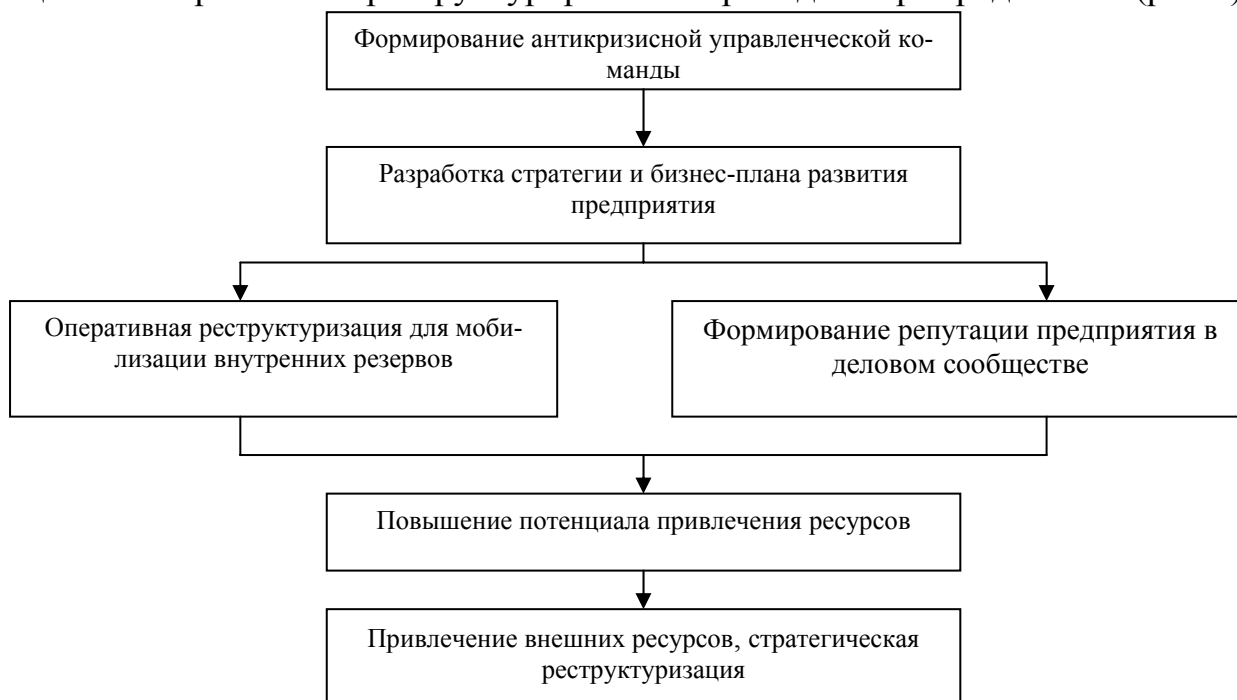 Формирование антикризисной управленческой ко-
манды
Разработка стратегии и бизнес-плана развития
предприятия
Оперативная реструктуризация для моби-
лизации внутренних резервов
Формирование репутации предприятия в
деловом сообществе
Повышение потенциала привлечения ресурсов
Привлечение внешних ресурсов, стратегическая
реструктуризация